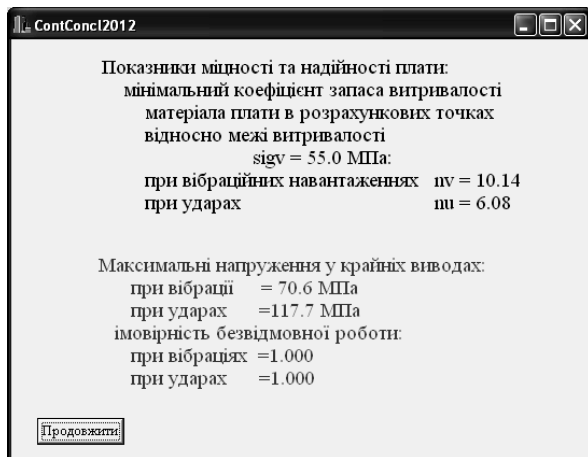 ContConcl2012
Показники міцності та надійності плати:
мінімальний коефіцієнт запаса витривалості
матеріала плати в розрахункових точках
відносно межі витривалості
sigv = 55.0 МПа:
при вібраційних навантаженнях nv = 10.14
при ударах nu = 6.08
Максимальні напруження у крайніх виводах:
при вібрації = 70.6 МПа
при ударах =117.7 МПа
імовірність безвідмовної роботи:
при вібраціях =1.000
при ударах =1.000
Продовжити